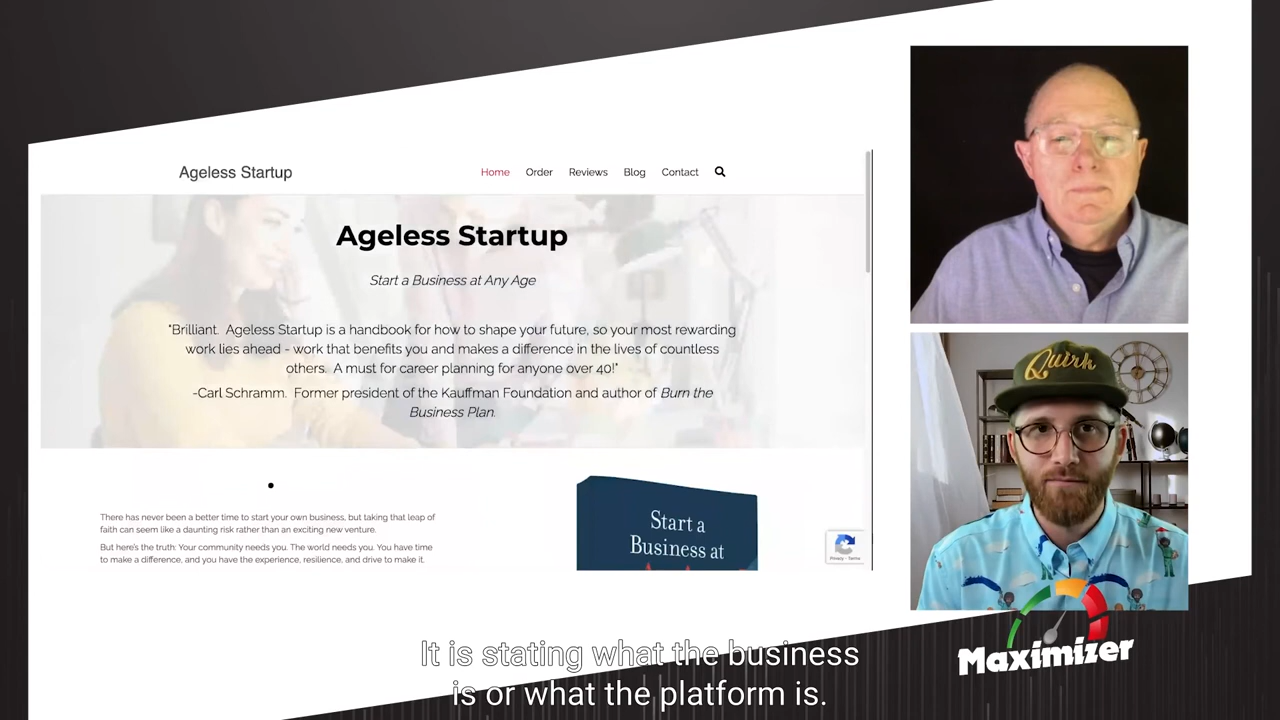 Ageless Startup
Home Order Reviews Blog Contact
Ageless Startup
Start a Business at Any Age
"Brilliant. Ageless Startup is a handbook for how to shape your future, so your most rewarding
work lies ahead - work that benefits you and makes a difference in the lives of countless
others. A must for career planning for anyone over 40!"
-Carl Schramm. Former president of the Kauffman Foundation and author of Burn the
Business Plan.
There has never been a better time to start your own business, but taking that leap of
faith can seem like a daunting risk rather than an exciting new venture.
But here's the truth: Your community needs you. The world needs you. You have time
to make a difference, and you have the experience, resilience, and drive to make it.
Start a
Business at
Privacy - Terms
Quirk
Maximizer
It is stating what the business
is or what the platform is.